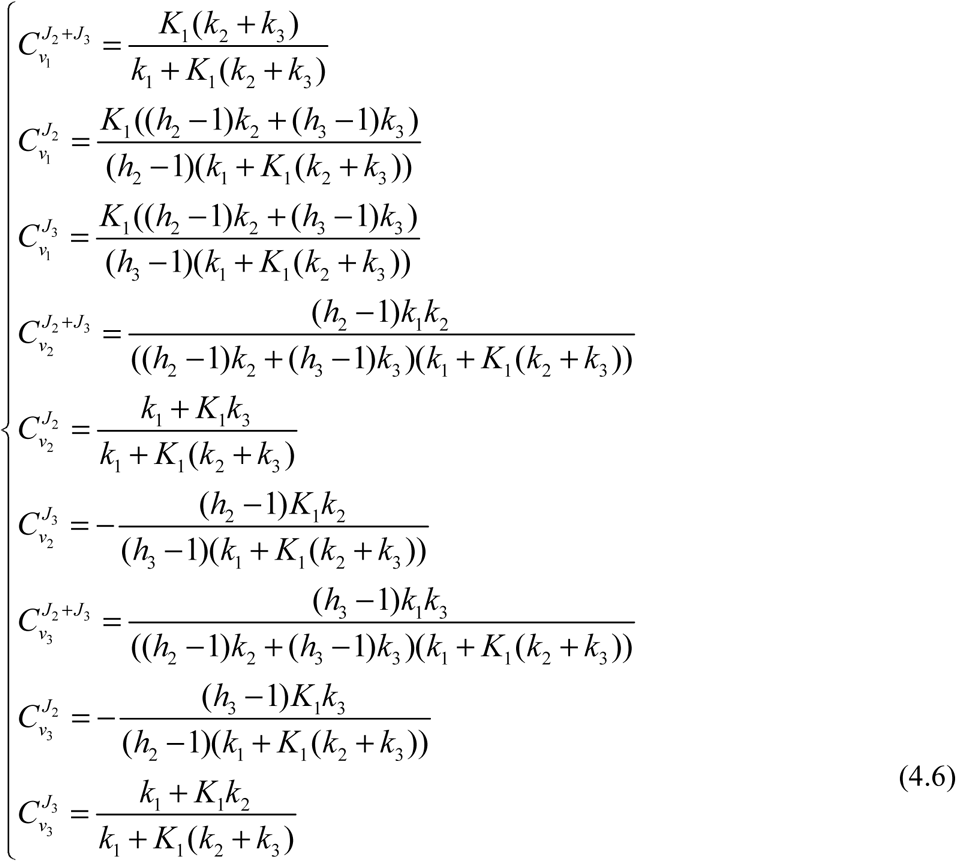 C_{v_1}^{J_2+J_3} = \frac{K_1(k_2+k_3)}{k_1+K_1(k_2+k_3)}
C_{v_1}^{J_2} = \frac{K_1((h_2-1)k_2+(h_3-1)k_3)}{(h_2-1)(k_1+K_1(k_2+k_3))}
C_{v_1}^{J_3} = \frac{K_1((h_2-1)k_2+(h_3-1)k_3)}{(h_3-1)(k_1+K_1(k_2+k_3))}
C_{v_2}^{J_2+J_3} = \frac{(h_2-1)k_1k_2}{((h_2-1)k_2+(h_3-1)k_3)(k_1+K_1(k_2+k_3))}
C_{v_2}^{J_2} = \frac{k_1+K_1k_3}{k_1+K_1(k_2+k_3)}
C_{v_2}^{J_3} = -\frac{(h_2-1)K_1k_2}{(h_3-1)(k_1+K_1(k_2+k_3))}
C_{v_3}^{J_2+J_3} = \frac{(h_3-1)k_1k_3}{((h_2-1)k_2+(h_3-1)k_3)(k_1+K_1(k_2+k_3))}
C_{v_3}^{J_2} = -\frac{(h_3-1)K_1k_3}{(h_2-1)(k_1+K_1(k_2+k_3))}
C_{v_3}^{J_3} = \frac{k_1+K_1k_2}{k_1+K_1(k_2+k_3)}
(4.6)